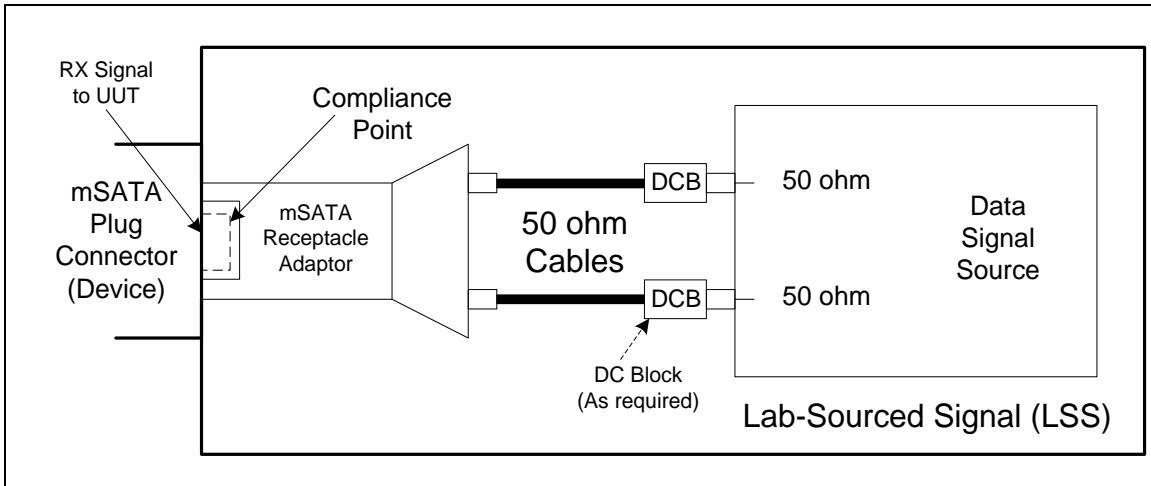 RX Signal
to UUT
Compliance
Point
mSATA
Plug
Connector
(Device)
mSATA
Receptacle
Adaptor
50 ohm
Cables
DCB
DCB
DC Block
(As required)
50 ohm
50 ohm
Data
Signal
Source
Lab-Sourced Signal (LSS)